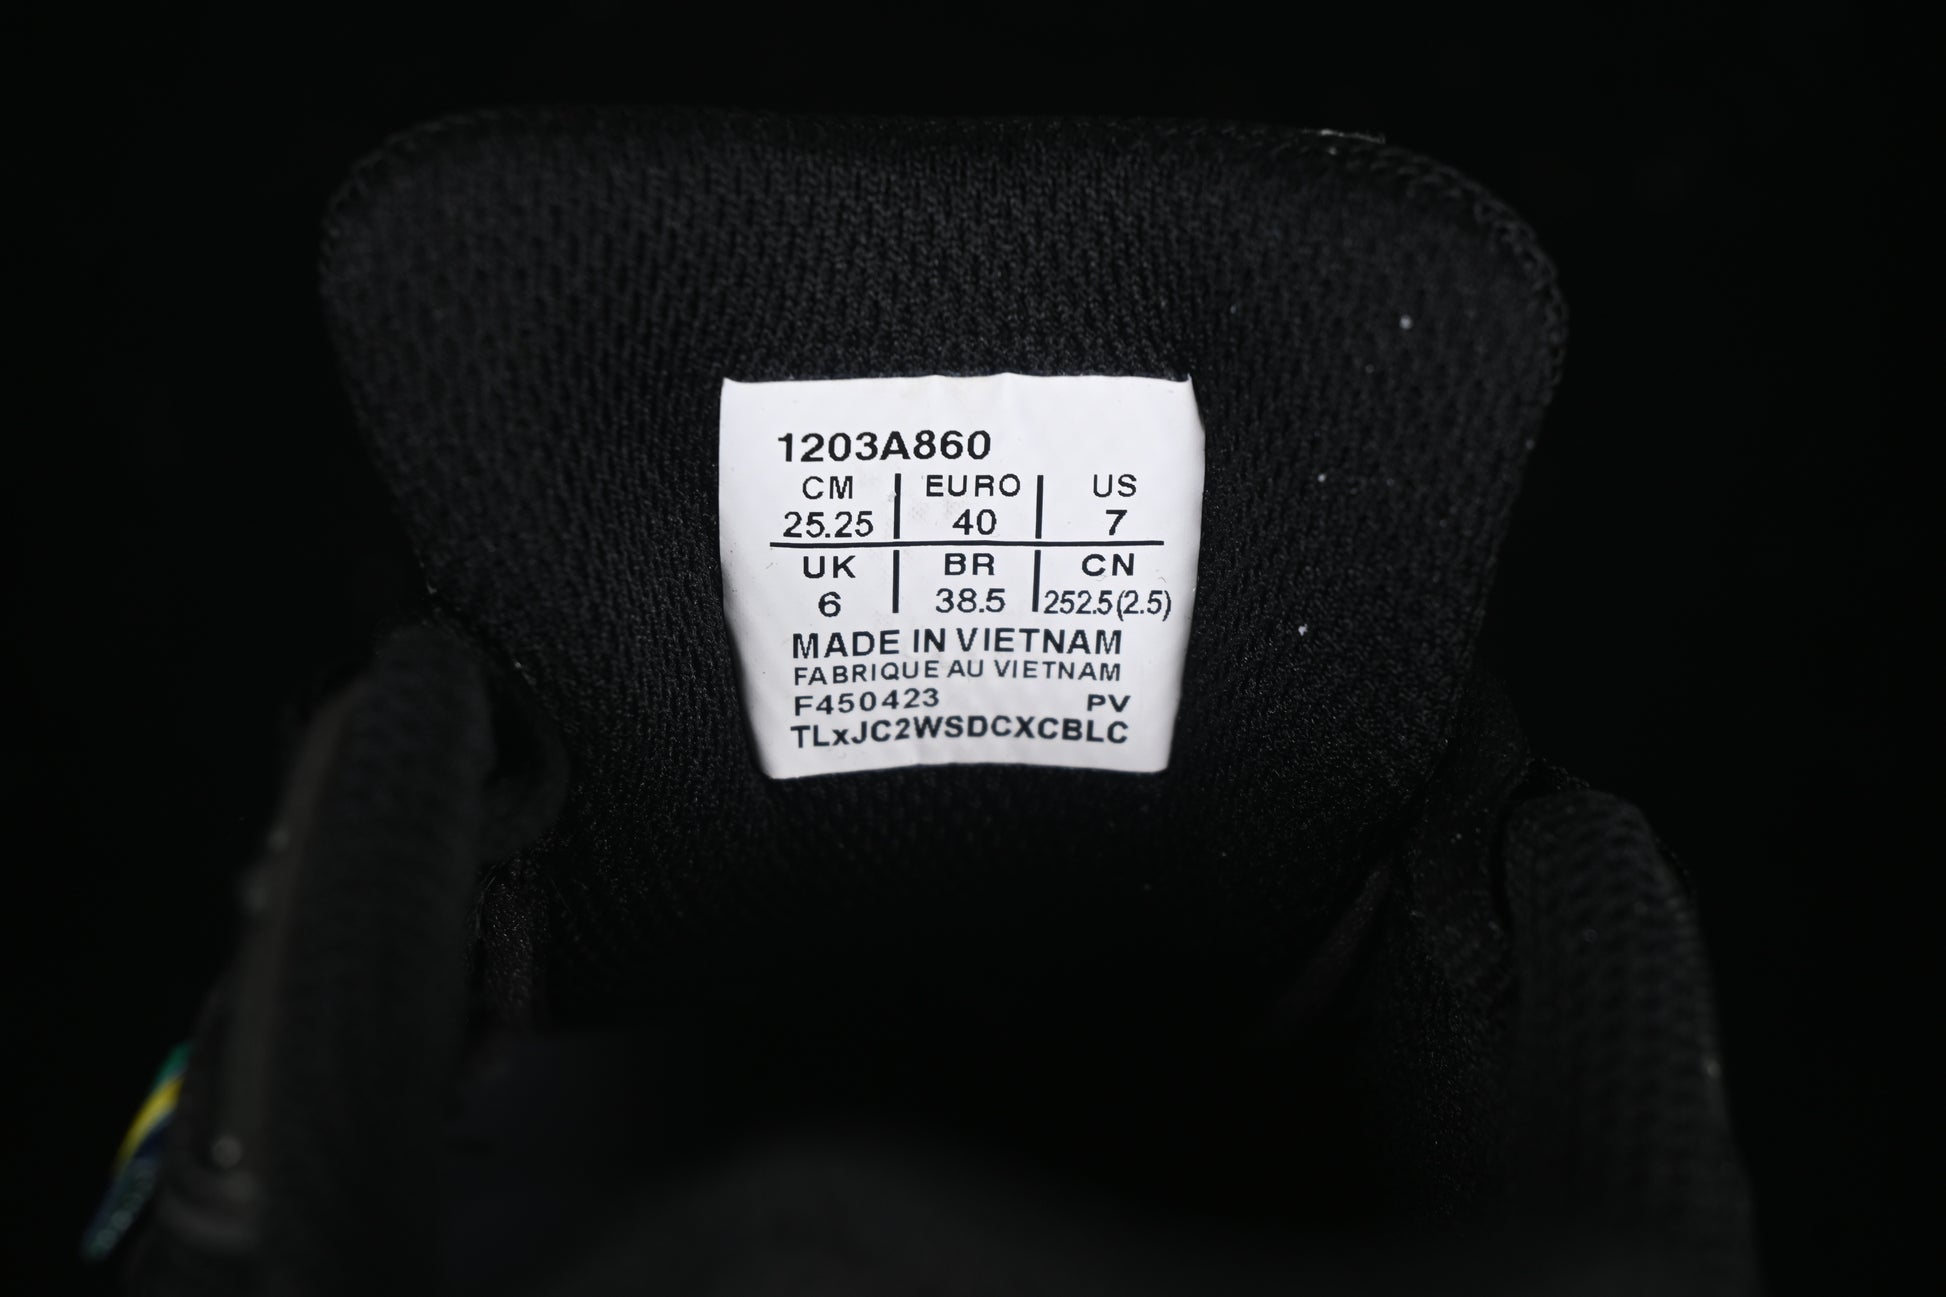 1203A860
CM EURO US
25.25 40 7
UK BR CN
6 38.5 252.5(2.5)
MADE IN VIETNAM
FABRIQUE AU VIETNAM
F450423 PV
TLxJC2WSDCXCBLC